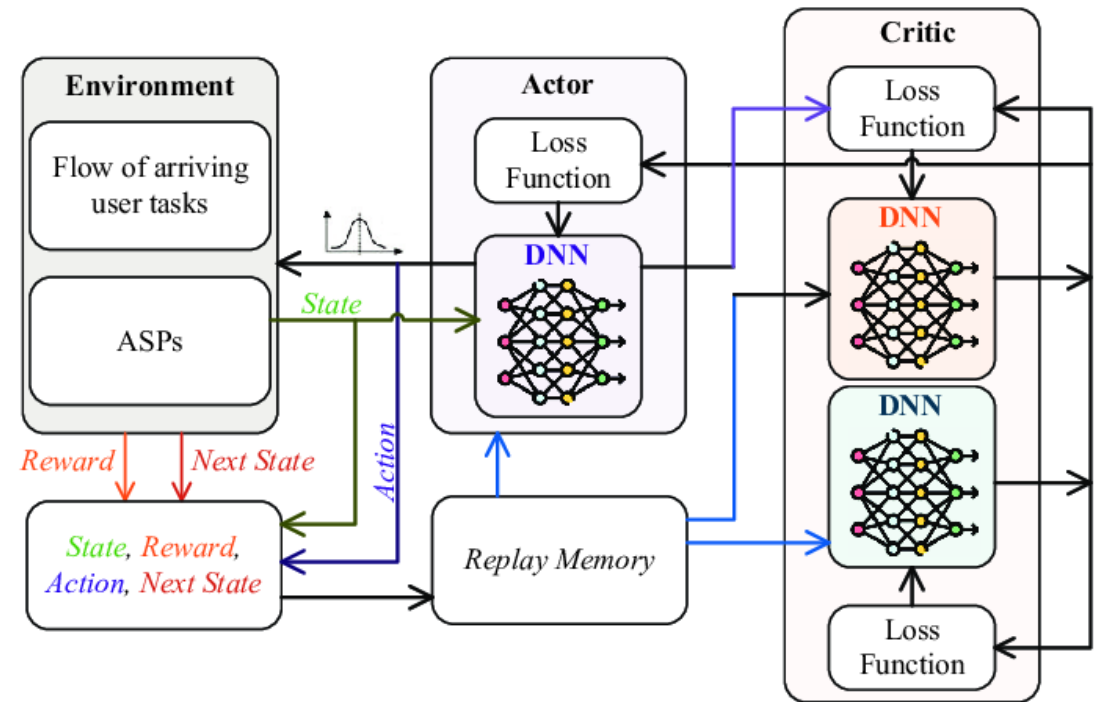 Environment
Flow of arriving
user tasks
ASPs
State
Reward
Next State
State, Reward,
Action, Next State
Action
Actor
Loss
Function
DNN
Replay Memory
Critic
Loss
Function
DNN
DNN
Loss
Function